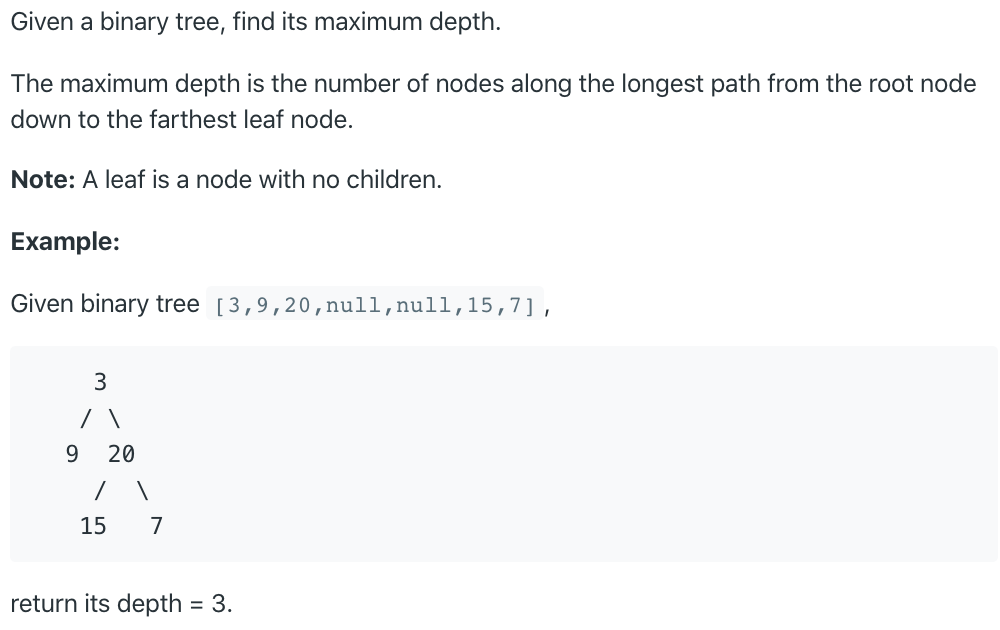 Given a binary tree, find its maximum depth.
The maximum depth is the number of nodes along the longest path from the root node
down to the farthest leaf node.
Note: A leaf is a node with no children.
Example:
Given binary tree [3,9,20,null,null,15,7],
    3
   / \
  9  20
    /  \
   15   7
return its depth = 3.